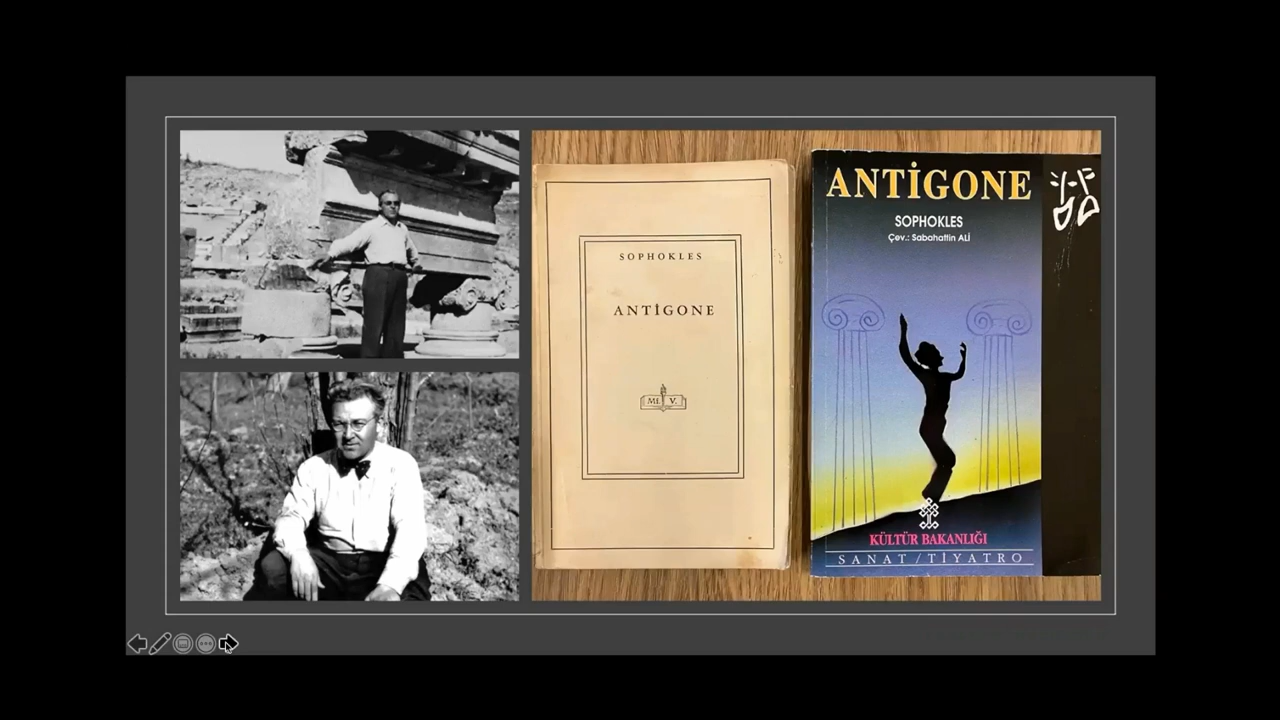 SOPHOKLES
ANTİGONE
M. V.
ANTİGONE
SOPHOKLES
Çev.: Sabahattin ALİ
KÜLTÜR BAKANLIĞI
SANAT/TİYATRO